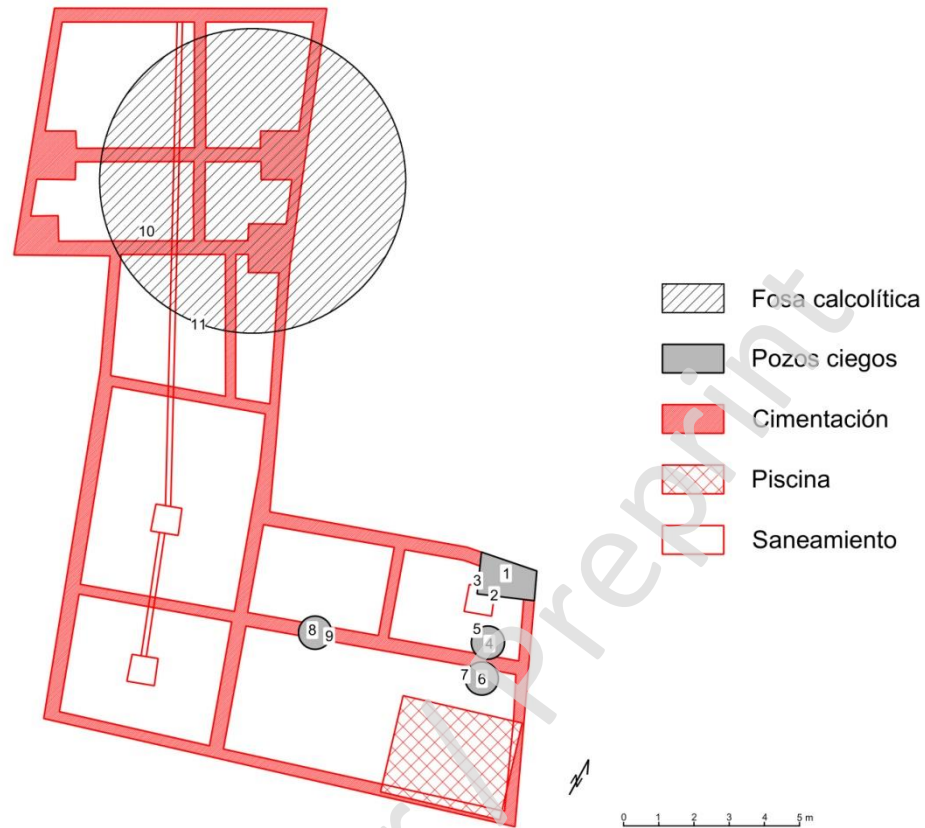 10
11
Fosa calcolítica
Pozos ciegos
Cimentación
Piscina
Saneamiento
1
3
2
5
4
8
9
7
6
N
0 1 2 3 4 5 m
/ Preprint